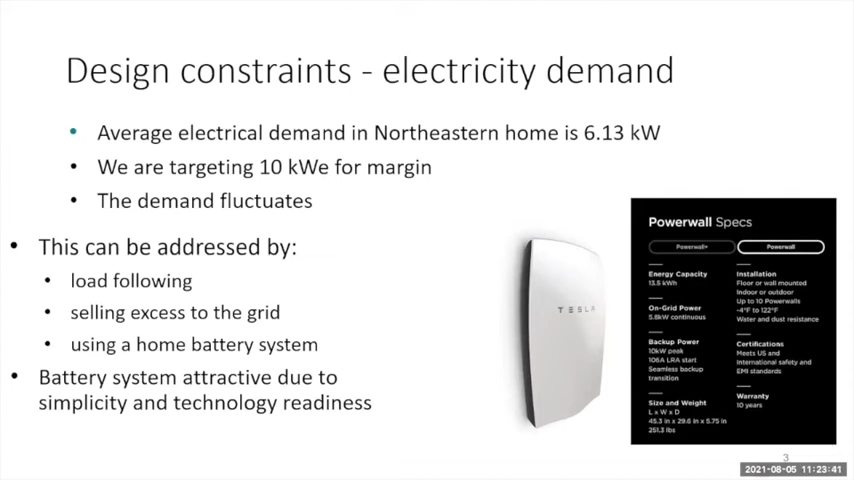 Design constraints - electricity demand
• Average electrical demand in Northeastern home is 6.13 kW
• We are targeting 10 kWe for margin
• The demand fluctuates
• This can be addressed by:
• load following
• selling excess to the grid
• using a home battery system
• Battery system attractive due to
simplicity and technology readiness
TESLA
Powerwall Specs
Powerwall+
Powerwall
Energy Capacity
13.5 kWh
On-Grid Power
5.8kW continuous
Backup Power
10kW peak
106A LRA start
Seamless backup
transition
Size and Weight
L x W x D
45.3 in x 29.6 in x 5.75 in
251.3 lbs
Installation
Floor or wall mounted
Indoor or outdoor
Up to 10 Powerwalls
-4°F to 122°F
Water and dust resistance
Certifications
Meets US and
International safety and
EMI standards
Warranty
10 years
3
2021-08-05 11:23:41